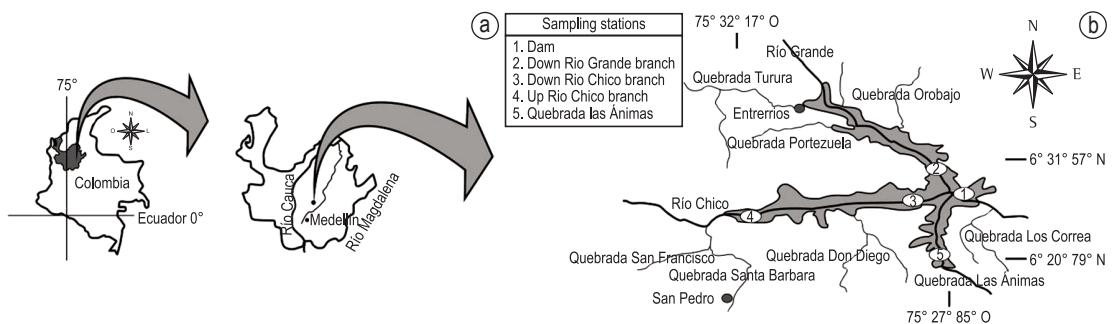 75°
N
O
L
S
Colombia
Ecuador 0°
Río Cauca
Medellín
Río Magdalena
a
Sampling stations
1. Dam
2. Down Rio Grande branch
3. Down Rio Chico branch
4. Up Rio Chico branch
5. Quebrada las Ánimas
b
75° 32' 17° O
Río Grande
N
W
E
S
Quebrada Turura
Quebrada Orobajo
Entrerríos
Quebrada Portezuela
6° 31' 57° N
2
1
3
Río Chico
4
Quebrada Los Correa
Quebrada San Francisco
Quebrada Don Diego
5
6° 20' 79° N
Quebrada Santa Barbara
Quebrada Las Ánimas
San Pedro
75° 27' 85° O